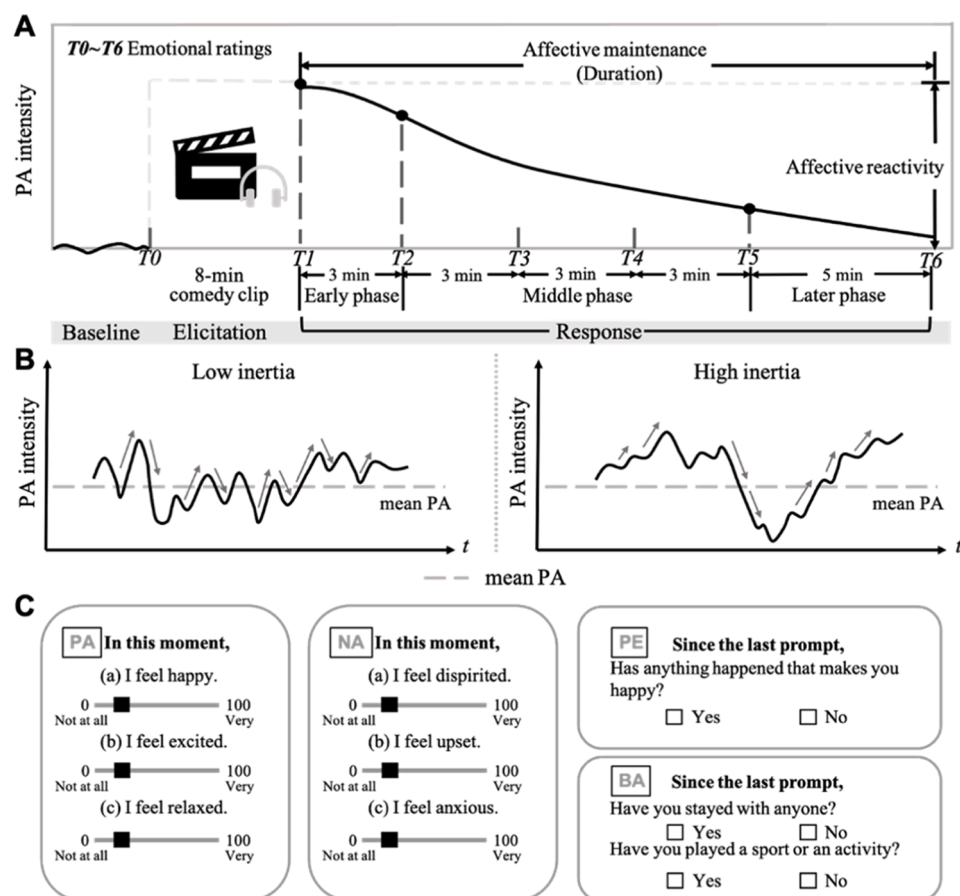 A
T0~T6 Emotional ratings
Affective maintenance
(Duration)
PA intensity
Affective reactivity
T0 T1 T2 T3 T4 T5 T6
8-min
comedy clip
3 min 3 min 3 min 3 min 5 min
Early phase Middle phase Later phase
Baseline Elicitation Response
B
Low inertia
PA intensity
mean PA
t
High inertia
PA intensity
mean PA
t
mean PA
C
PA In this moment,
(a) I feel happy.
0 100
Not at all Very
(b) I feel excited.
0 100
Not at all Very
(c) I feel relaxed.
0 100
Not at all Very
NA In this moment,
(a) I feel dispirited.
0 100
Not at all Very
(b) I feel upset.
0 100
Not at all Very
(c) I feel anxious.
0 100
Not at all Very
PE Since the last prompt,
Has anything happened that makes you
happy?
Yes No
BA Since the last prompt,
Have you stayed with anyone?
Yes No
Have you played a sport or an activity?
Yes No